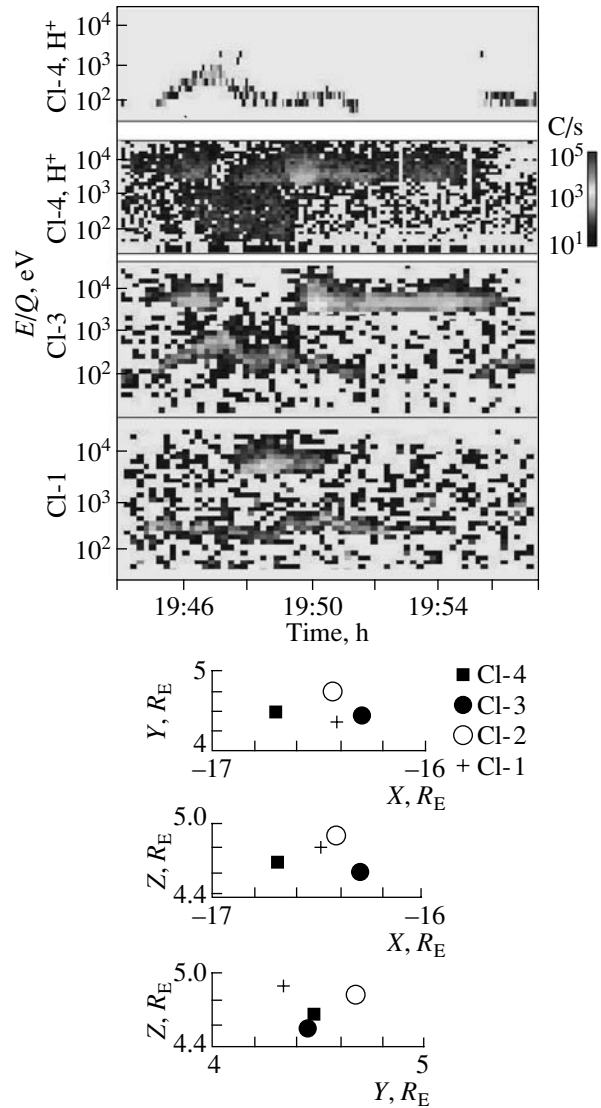 Cl-4, H+
10^4
10^3
10^2
C/s
Cl-4, H+
10^4
10^3
10^2
10^5
10^3
10^1
E/Q, eV
Cl-3
10^4
10^3
10^2
Cl-1
10^4
10^3
10^2
19:46 19:50 19:54
Time, h
Y, R_E
5
4
–17 –16
X, R_E
Cl-4
Cl-3
Cl-2
Cl-1
Z, R_E
5.0
4.4
–17 –16
X, R_E
Z, R_E
5.0
4.4
4 5
Y, R_E